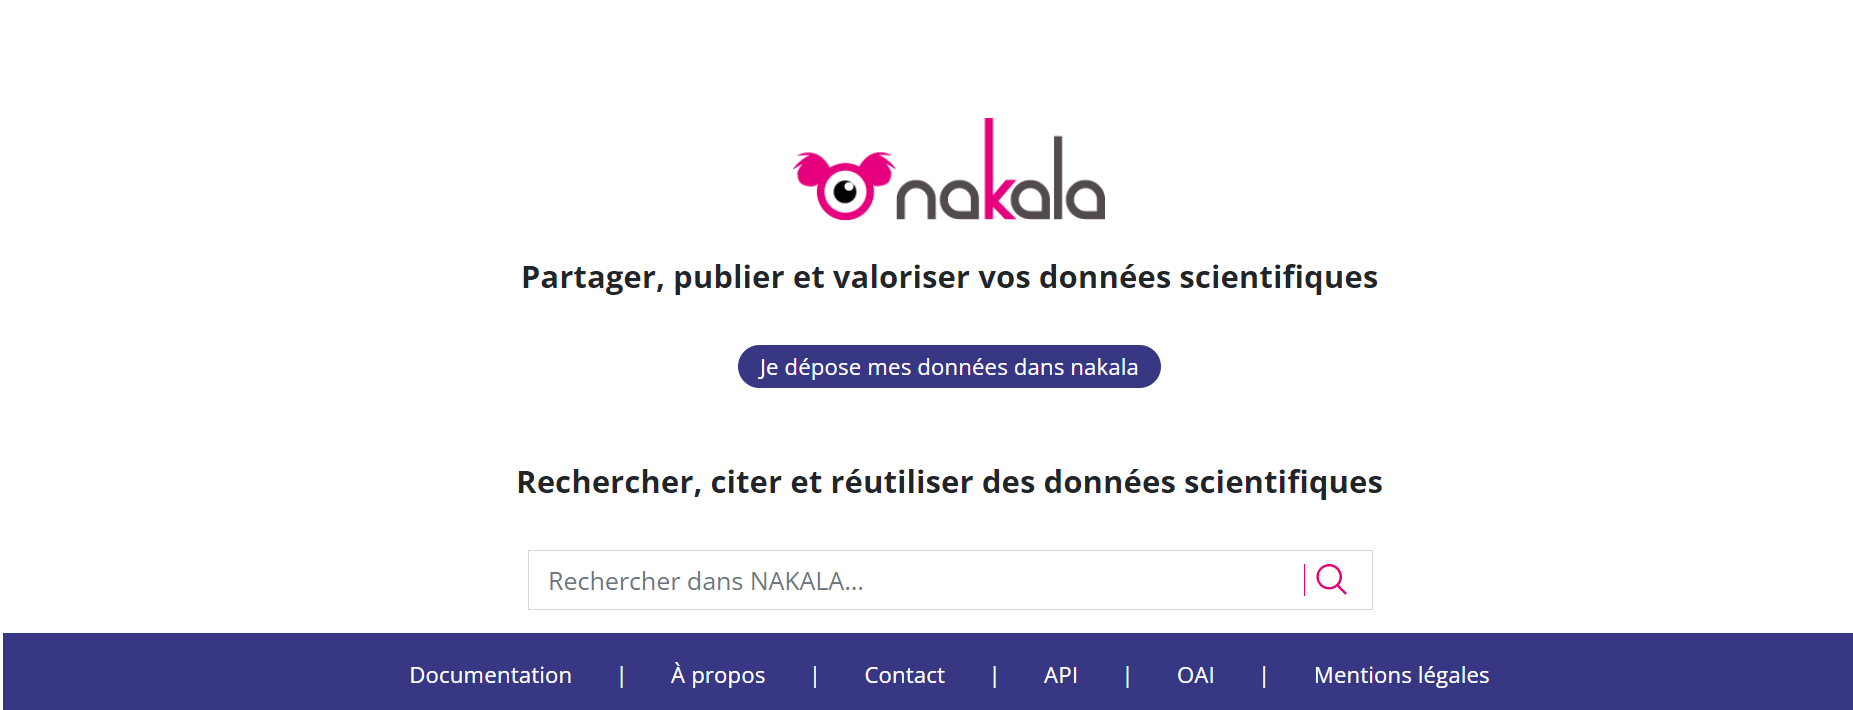 nakala
Partager, publier et valoriser vos données scientifiques
Je dépose mes données dans nakala
Rechercher, citer et réutiliser des données scientifiques
Rechercher dans NAKALA...
Documentation | À propos | Contact | API | OAI | Mentions légales